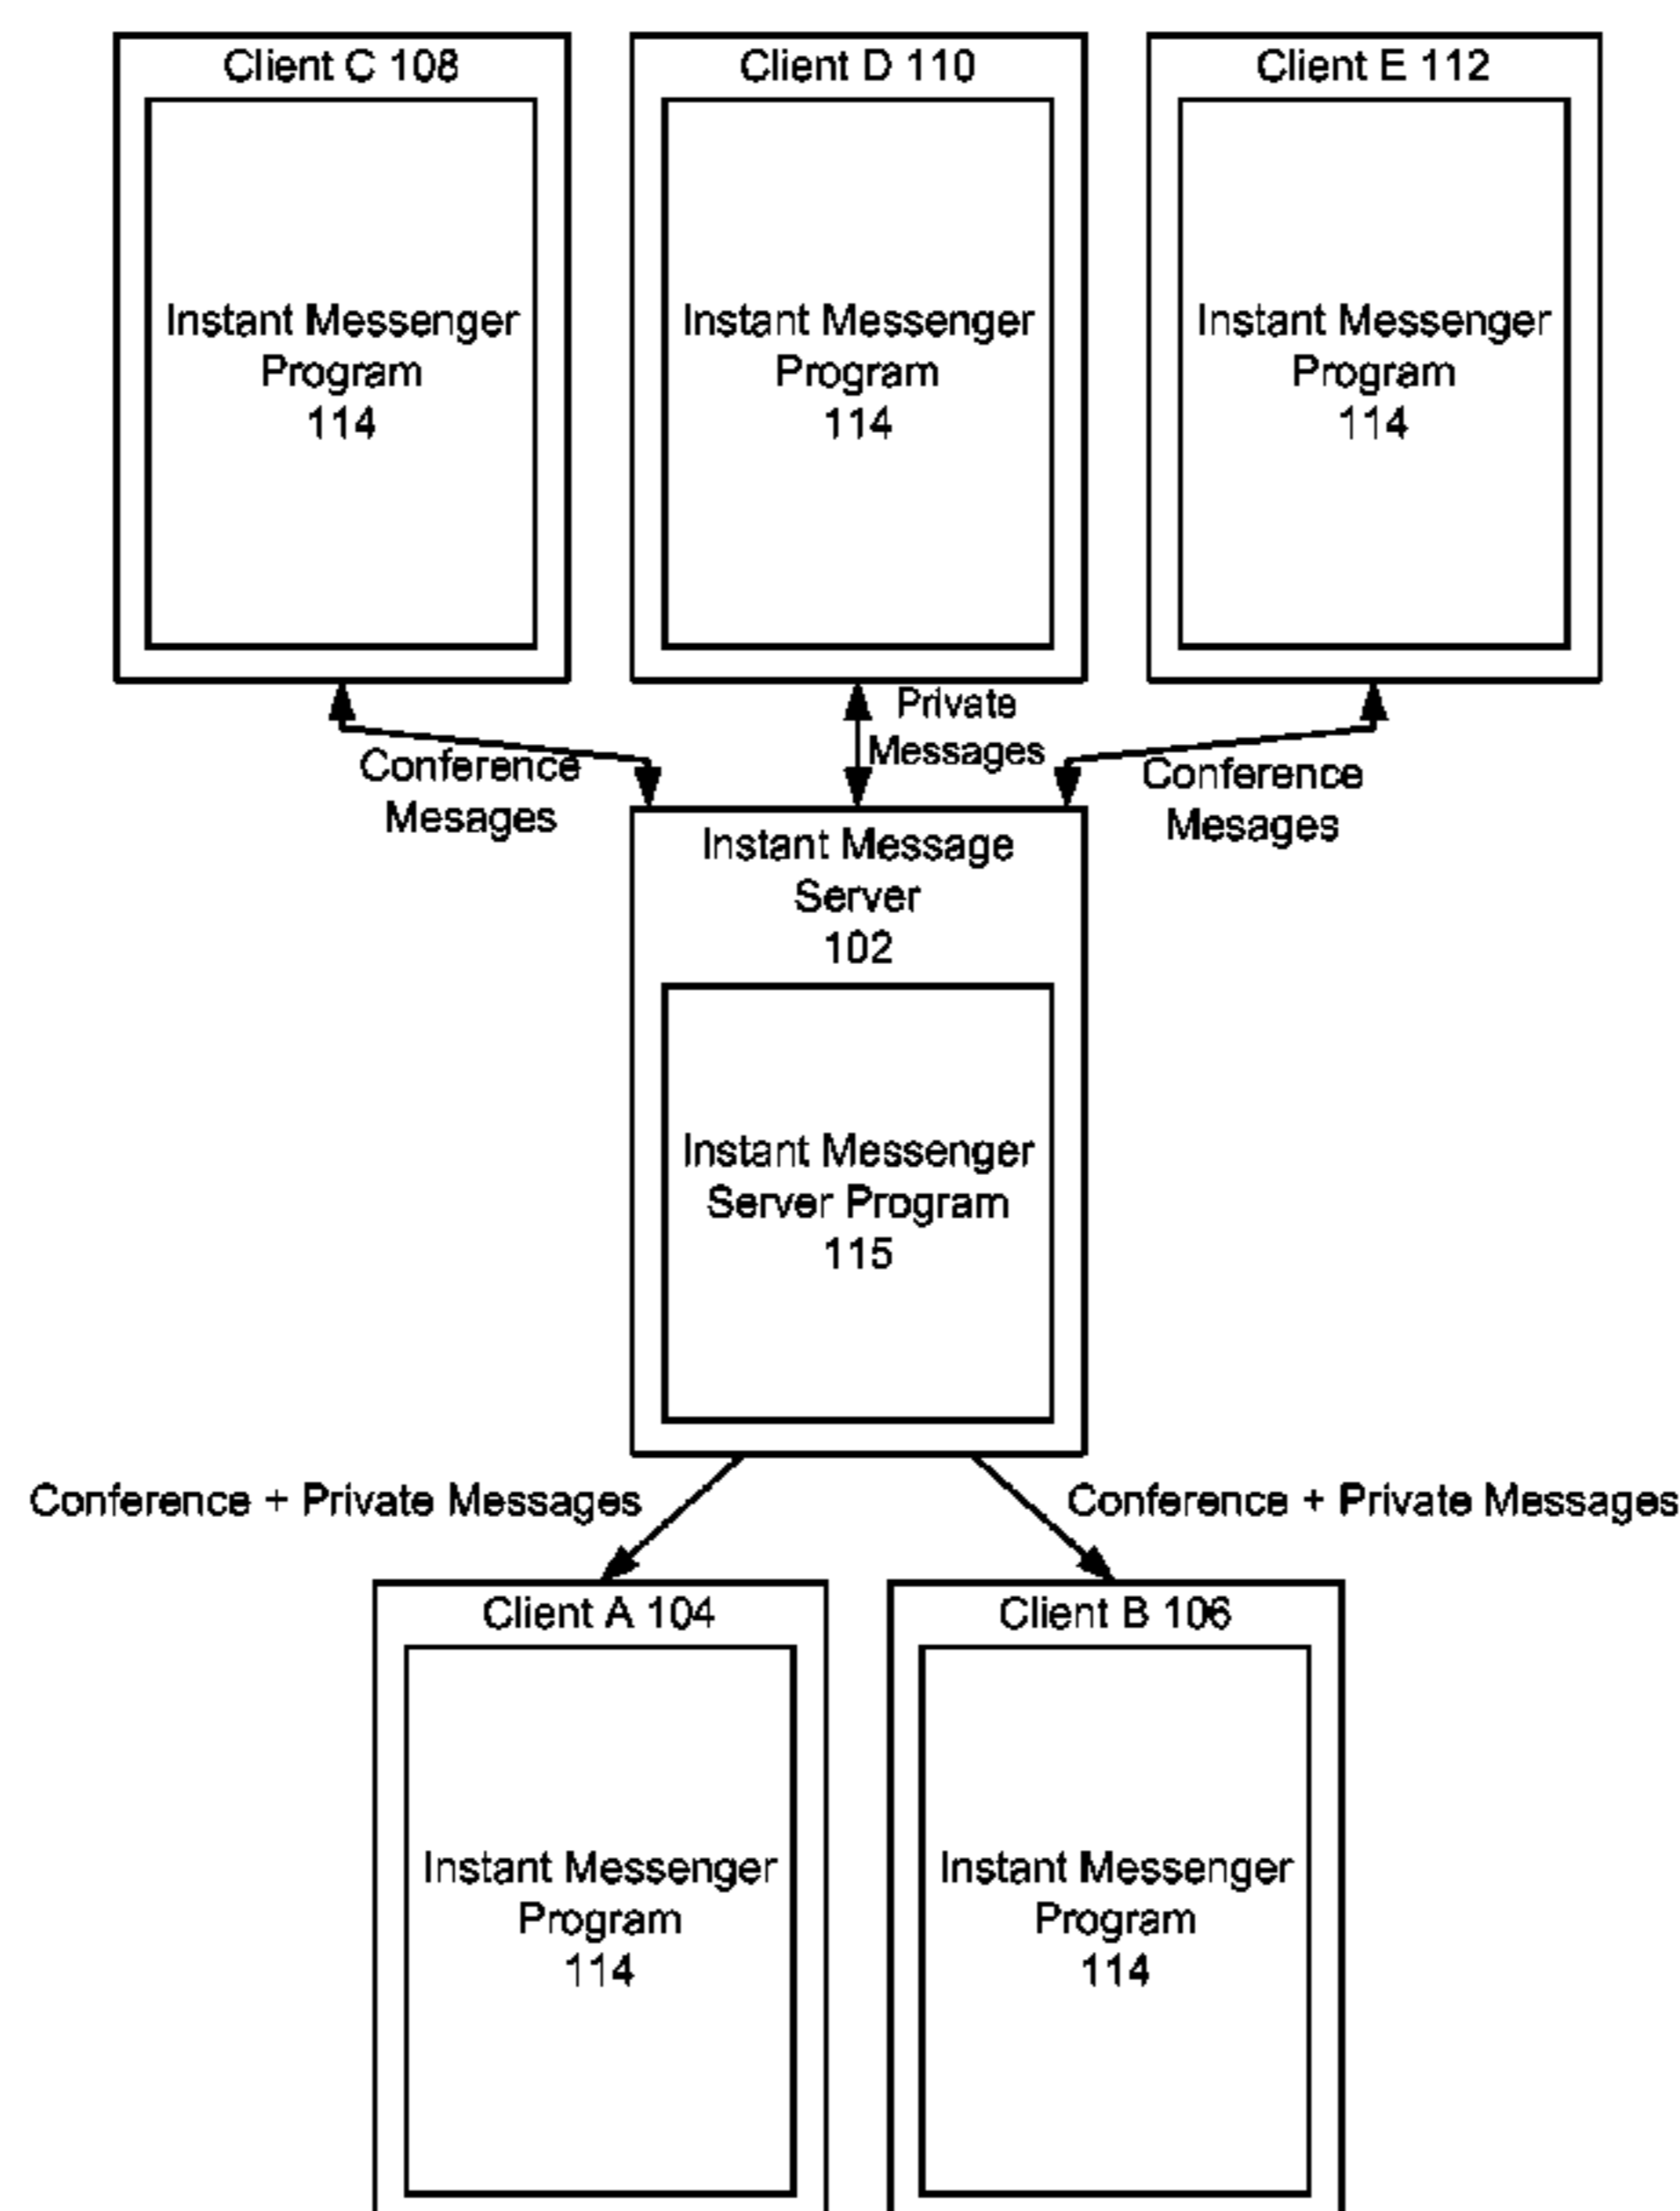 Client C 108
Client D 110
Client E 112
Instant Messenger
Program
114
Instant Messenger
Program
114
Instant Messenger
Program
114
Conference
Mesages
Private
Messages
Conference
Mesages
Instant Message
Server
102
Instant Messenger
Server Program
115
Conference + Private Messages
Conference + Private Messages
Client A 104
Client B 106
Instant Messenger
Program
114
Instant Messenger
Program
114